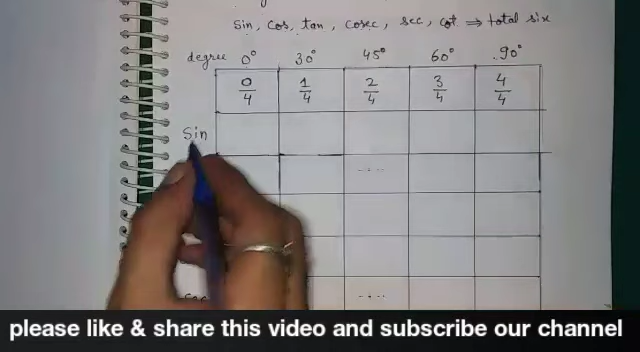 sin, cos, tan, cosec, sec, cot ⇒ total six
degree 0° 30° 45° 60° 90°
0/4 1/4 2/4 3/4 4/4
Sin
please like & share this video and subscribe our channel